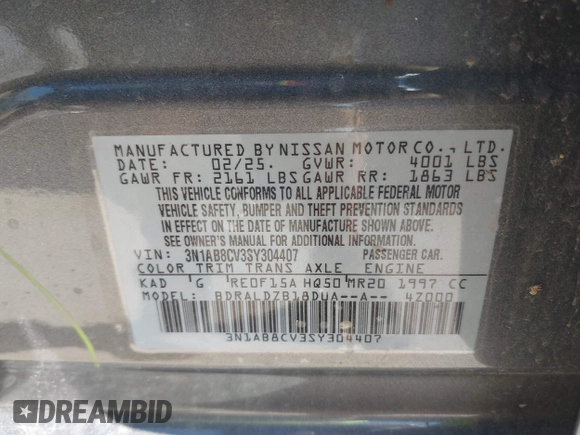 MANUFACTURED BY NISSAN MOTOR CO., LTD.
DATE: 02/25. GVWR: 4001 LBS
GAWR FR: 2161 LBS GAWR RR: 1863 LBS
THIS VEHICLE CONFORMS TO ALL APPLICABLE FEDERAL MOTOR
VEHICLE SAFETY, BUMPER AND THEFT PREVENTION STANDARDS
IN EFFECT ON THE DATE OF MANUFACTURE SHOWN ABOVE.
SEE OWNER'S MANUAL FOR ADDITIONAL INFORMATION.
VIN: 3N1AB8CV3SY304407 PASSENGER CAR.
COLOR TRIM TRANS AXLE ENGINE
KAD G RE0F15A HQ50 MR20 1997 CC
MODEL: BDRALDZB18DUA--A-- 4Z000
3N1AB8CV3SY304407
DREAMBID